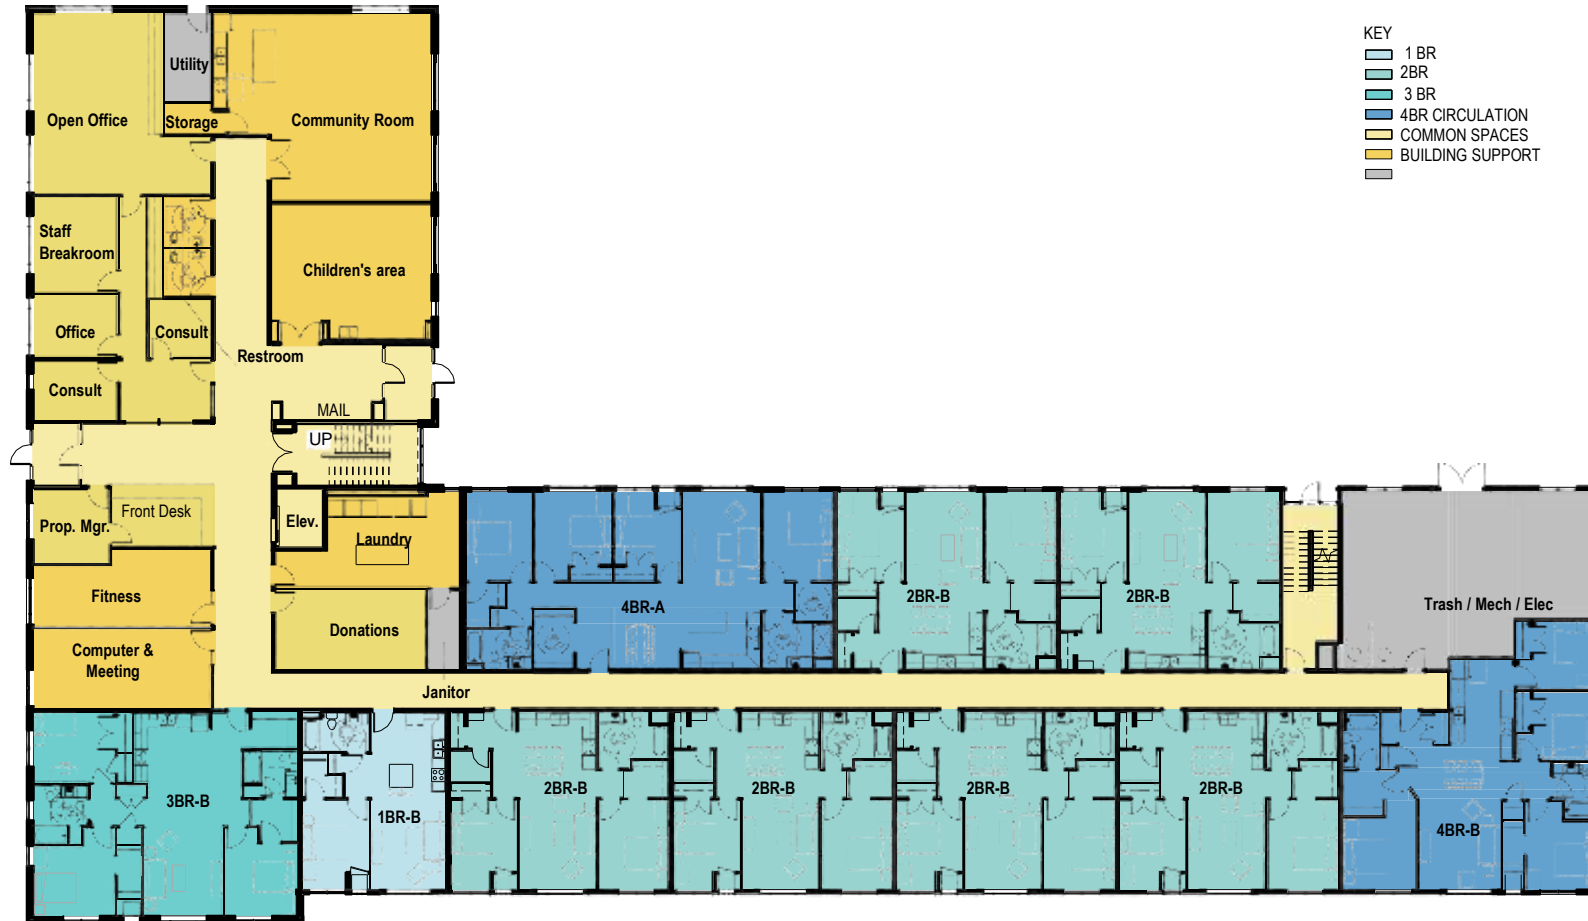 KEY
1 BR
2BR
3 BR
4BR CIRCULATION
COMMON SPACES
BUILDING SUPPORT
Utility
Open Office
Storage
Community Room
Staff
Breakroom
Children's area
Office
Consult
Restroom
Consult
MAIL
UP
Prop. Mgr.
Front Desk
Elev.
Laundry
Fitness
4BR-A
2BR-B
2BR-B
Trash / Mech / Elec
Donations
Computer &
Meeting
Janitor
3BR-B
1BR-B
2BR-B
2BR-B
2BR-B
2BR-B
4BR-B